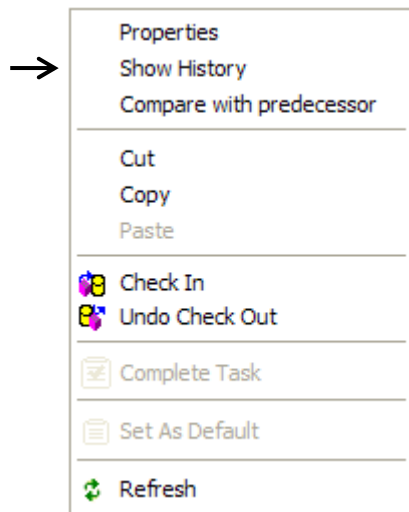 Properties
Show History
Compare with predecessor
Cut
Copy
Paste
Check In
Undo Check Out
Complete Task
Set As Default
Refresh